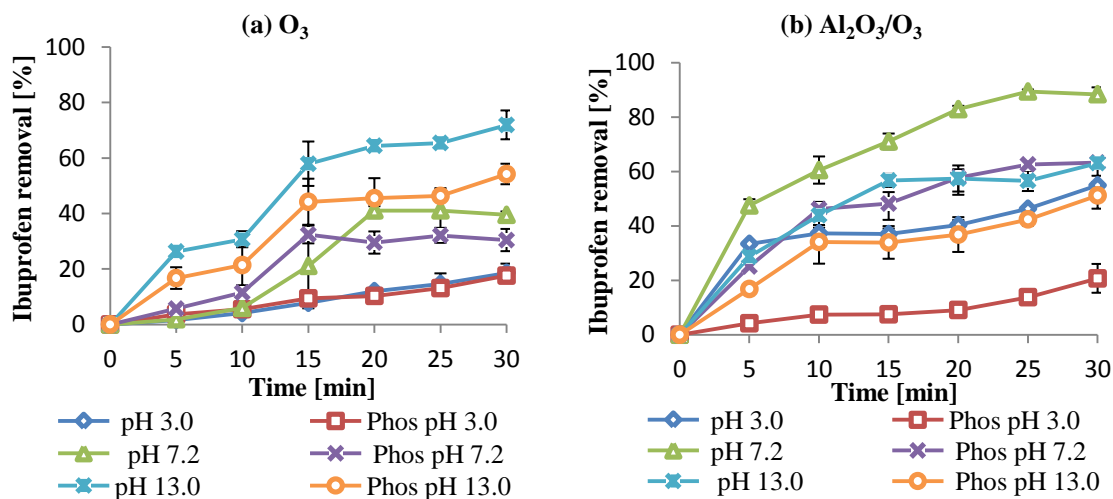 (a) O₃
Ibuprofen removal [%]
100
80
60
40
20
0
0 5 10 15 20 25 30
Time [min]
pH 3.0 Phos pH 3.0
pH 7.2 Phos pH 7.2
pH 13.0 Phos pH 13.0
(b) Al₂O₃/O₃
Ibuprofen removal [%]
100
80
60
40
20
0
0 5 10 15 20 25 30
Time [min]
pH 3.0 Phos pH 3.0
pH 7.2 Phos pH 7.2
pH 13.0 Phos pH 13.0